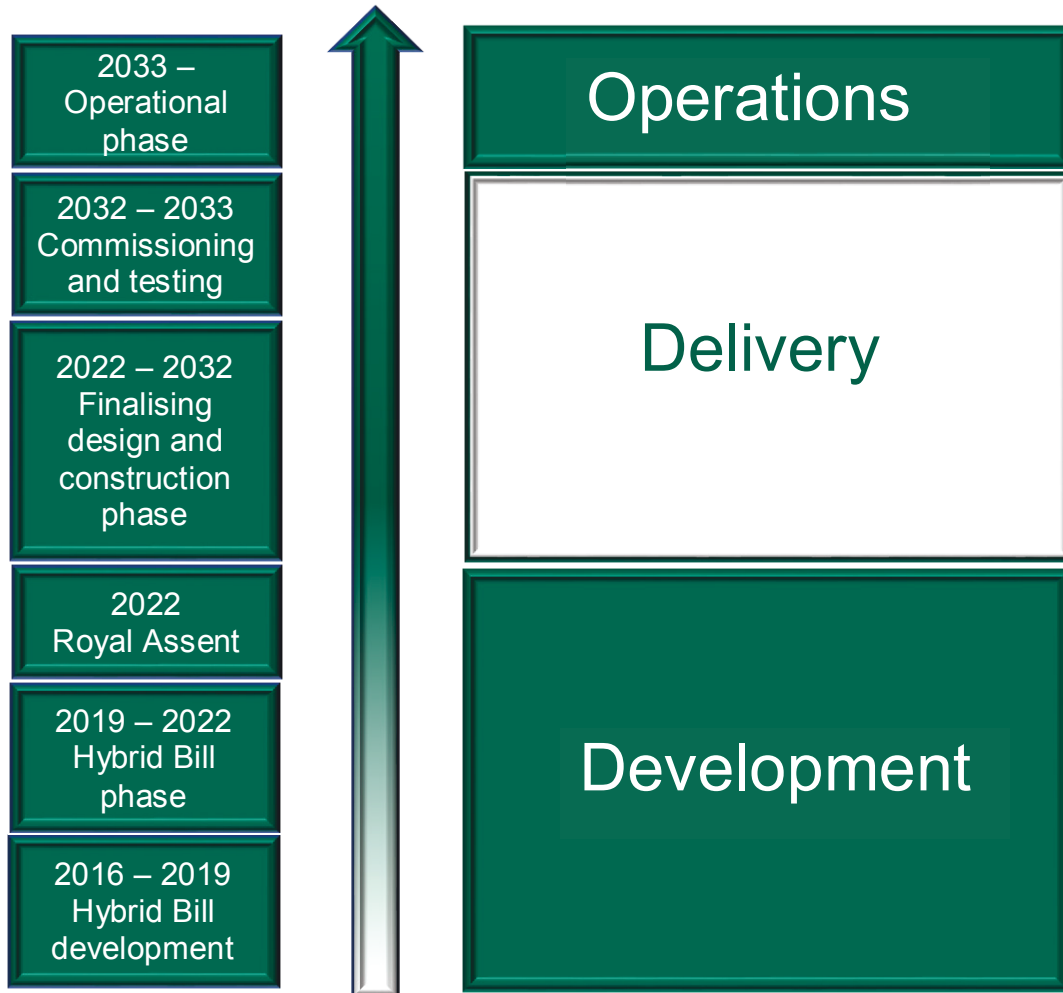 2033 –
Operational
phase
2032 – 2033
Commissioning
and testing
2022 – 2032
Finalising
design and
construction
phase
2022
Royal Assent
2019 – 2022
Hybrid Bill
phase
2016 – 2019
Hybrid Bill
development
Operations
Delivery
Development